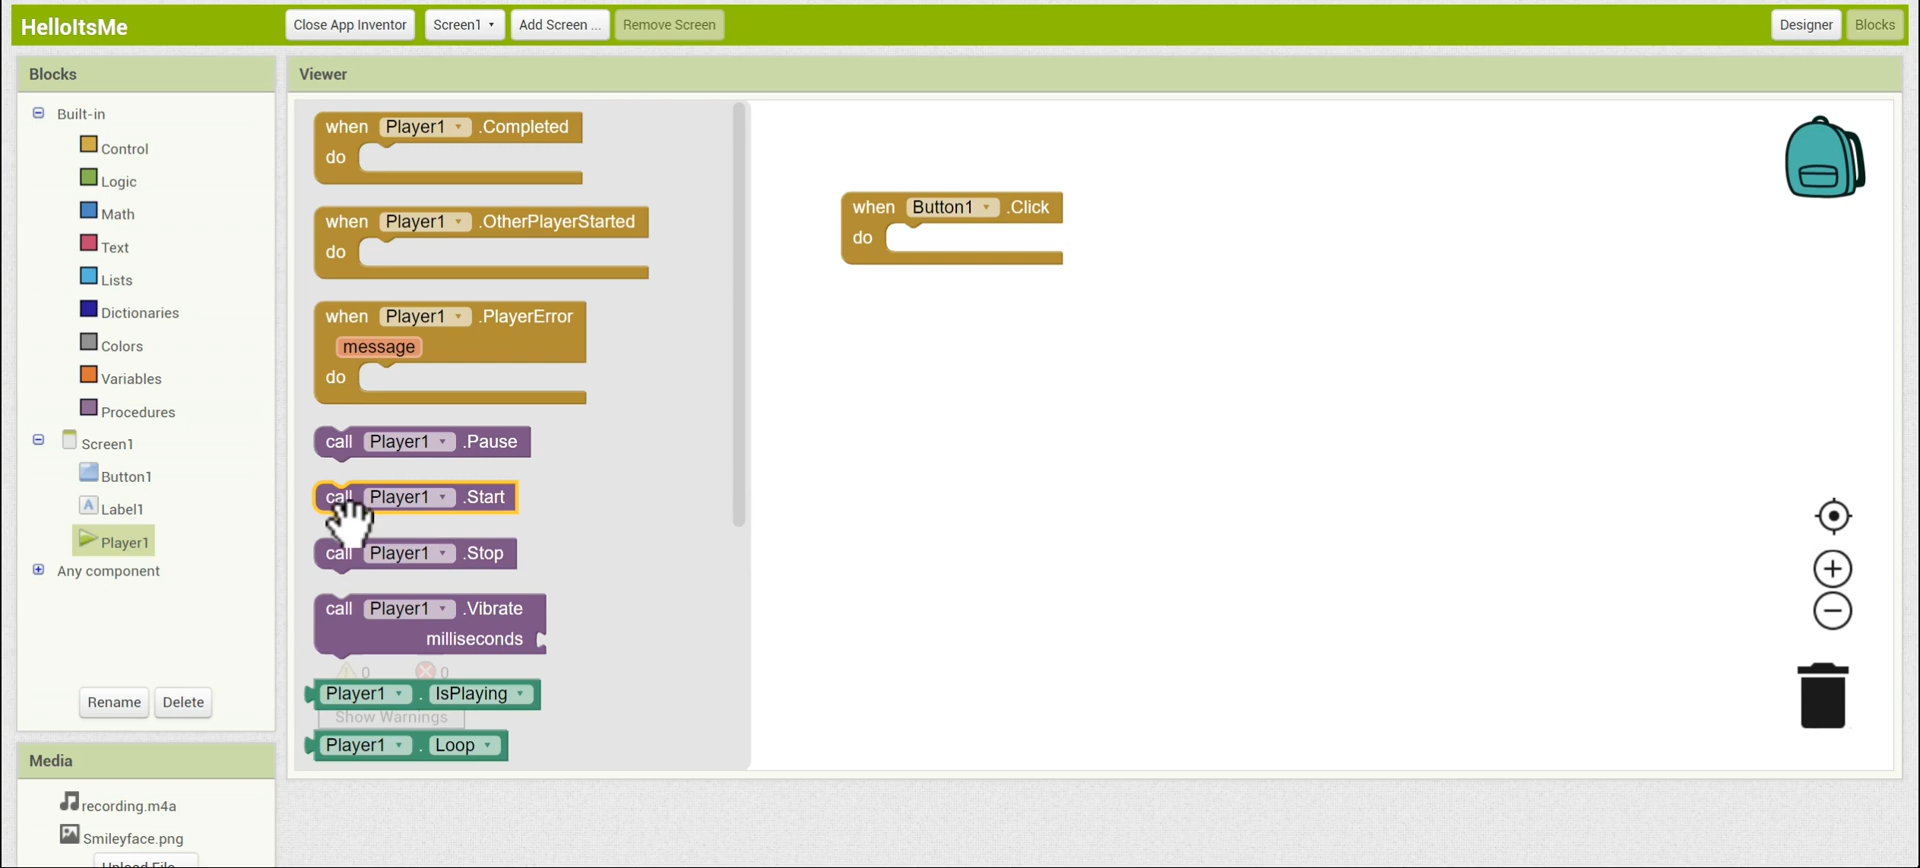 HelloItsMe
Close App Inventor
Screen1
Add Screen ...
Remove Screen
Designer
Blocks
Blocks
Viewer
Built-in
Control
Logic
Math
Text
Lists
Dictionaries
Colors
Variables
Procedures
Screen1
Button1
A
Label1
Player1
Any component
Rename
Delete
Media
recording.m4a
Smileyface.png
Upload File ...
when Player1 .Completed
do
when Player1 .OtherPlayerStarted
do
when Player1 .PlayerError
message
do
call Player1 .Pause
call Player1 .Start
call Player1 .Stop
call Player1 .Vibrate
milliseconds
0 0
Player1 . IsPlaying
Show Warnings
Player1 . Loop
when Button1 .Click
do